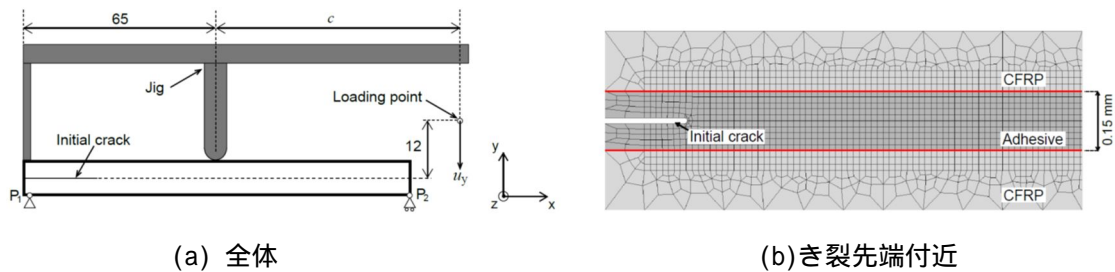 65
c
Jig
Loading point
Initial crack
12
u_y
P₁
P₂
y
z
x
(a) 全体
CFRP
Initial crack
Adhesive
0.15 mm
CFRP
(b)き裂先端付近